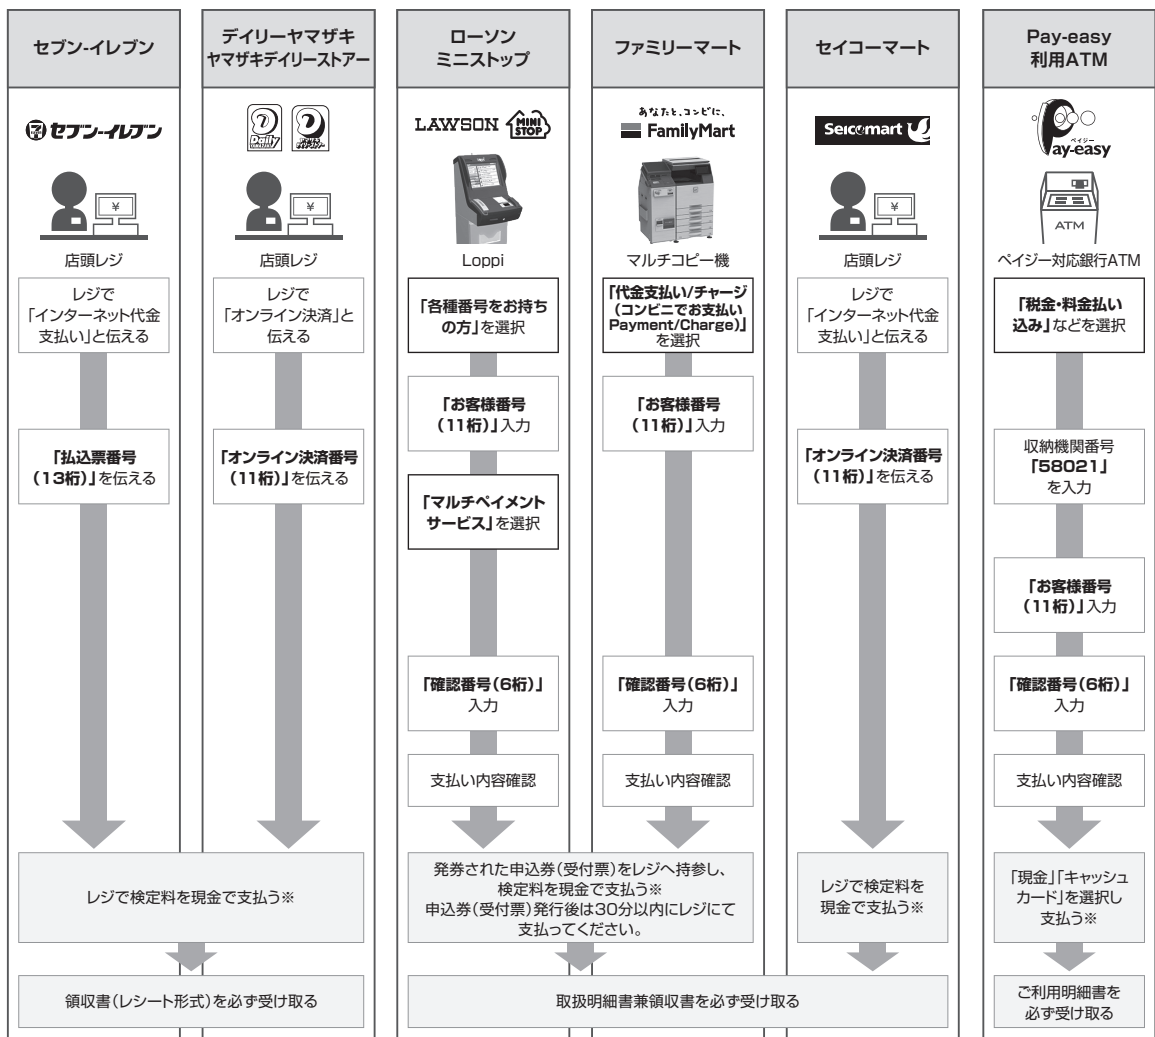 セブン-イレブン
セブン-イレブン
¥
店頭レジ
レジで
「インターネット代金
支払い」と伝える
「払込票番号
(13桁)」を伝える
デイリーヤマザキ
ヤマザキデイリーストアー
Daily
¥
店頭レジ
レジで
「オンライン決済」と
伝える
「オンライン決済番号
(11桁)」を伝える
レジで検定料を現金で支払う※
領収書(レシート形式)を必ず受け取る
ローソン
ミニストップ
LAWSON
MINI
STOP
Loppi
「各種番号をお持ち
の方」を選択
「お客様番号
(11桁)」入力
「マルチペイメント
サービス」を選択
「確認番号(6桁)」
入力
支払い内容確認
ファミリーマート
あなたと、コンビに、
FamilyMart
マルチコピー機
「代金支払い/チャージ
(コンビニでお支払い
Payment/Charge)」
を選択
「お客様番号
(11桁)」入力
「確認番号(6桁)」
入力
支払い内容確認
発券された申込券(受付票)をレジへ持参し、
検定料を現金で支払う※
申込券(受付票)発行後は30分以内にレジにて
支払ってください。
セイコーマート
Seicomart
¥
店頭レジ
レジで
「インターネット代金
支払い」と伝える
「オンライン決済番号
(11桁)」を伝える
レジで検定料を
現金で支払う※
取扱明細書兼領収書を必ず受け取る
Pay-easy
利用ATM
ペイジー
Pay-easy
ATM
ペイジー対応銀行ATM
「税金・料金払い
込み」などを選択
収納機関番号
「58021」
を入力
「お客様番号
(11桁)」入力
「確認番号(6桁)」
入力
支払い内容確認
「現金」「キャッシュ
カード」を選択し
支払う※
ご利用明細書を
必ず受け取る